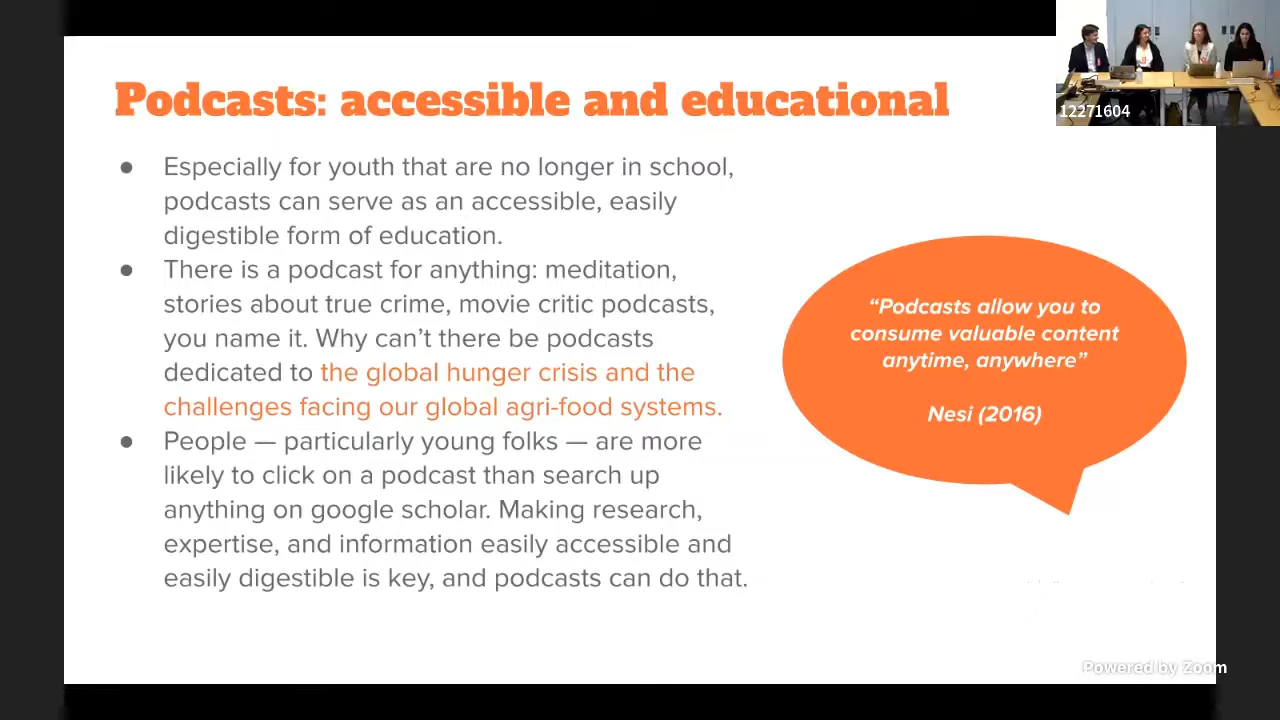 Podcasts: accessible and educational
12271604
● Especially for youth that are no longer in school,
podcasts can serve as an accessible, easily
digestible form of education.
● There is a podcast for anything: meditation,
stories about true crime, movie critic podcasts,
you name it. Why can’t there be podcasts
dedicated to the global hunger crisis and the
challenges facing our global agri-food systems.
● People — particularly young folks — are more
likely to click on a podcast than search up
anything on google scholar. Making research,
expertise, and information easily accessible and
easily digestible is key, and podcasts can do that.
“Podcasts allow you to
consume valuable content
anytime, anywhere”
Nesi (2016)
Powered by Zoom